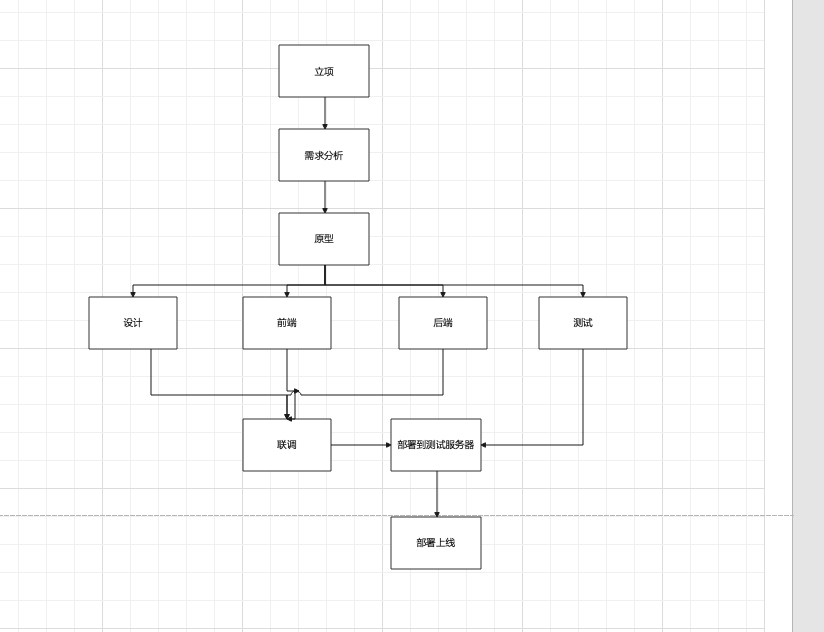 立项
需求分析
原型
设计
前端
后端
测试
联调
部署到测试服务器
部署上线